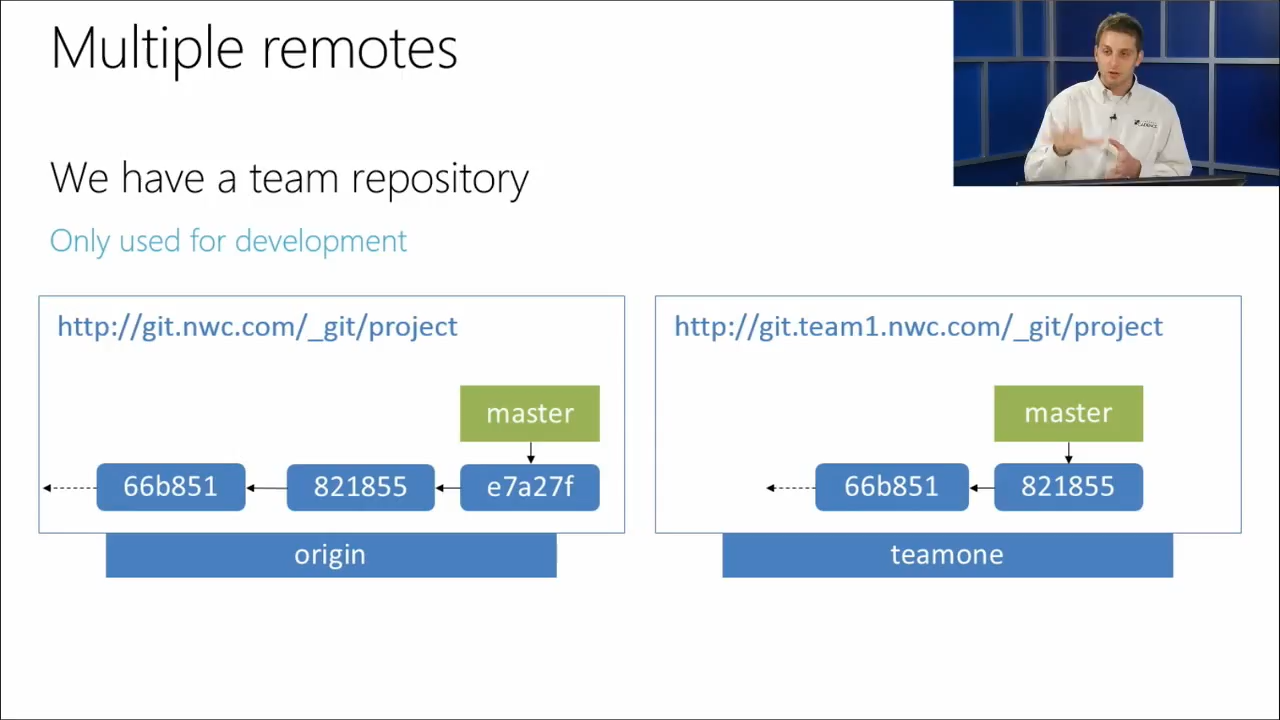 Multiple remotes
We have a team repository
Only used for development
http://git.nwc.com/_git/project
master
66b851
821855
e7a27f
origin
http://git.team1.nwc.com/_git/project
master
66b851
821855
teamone